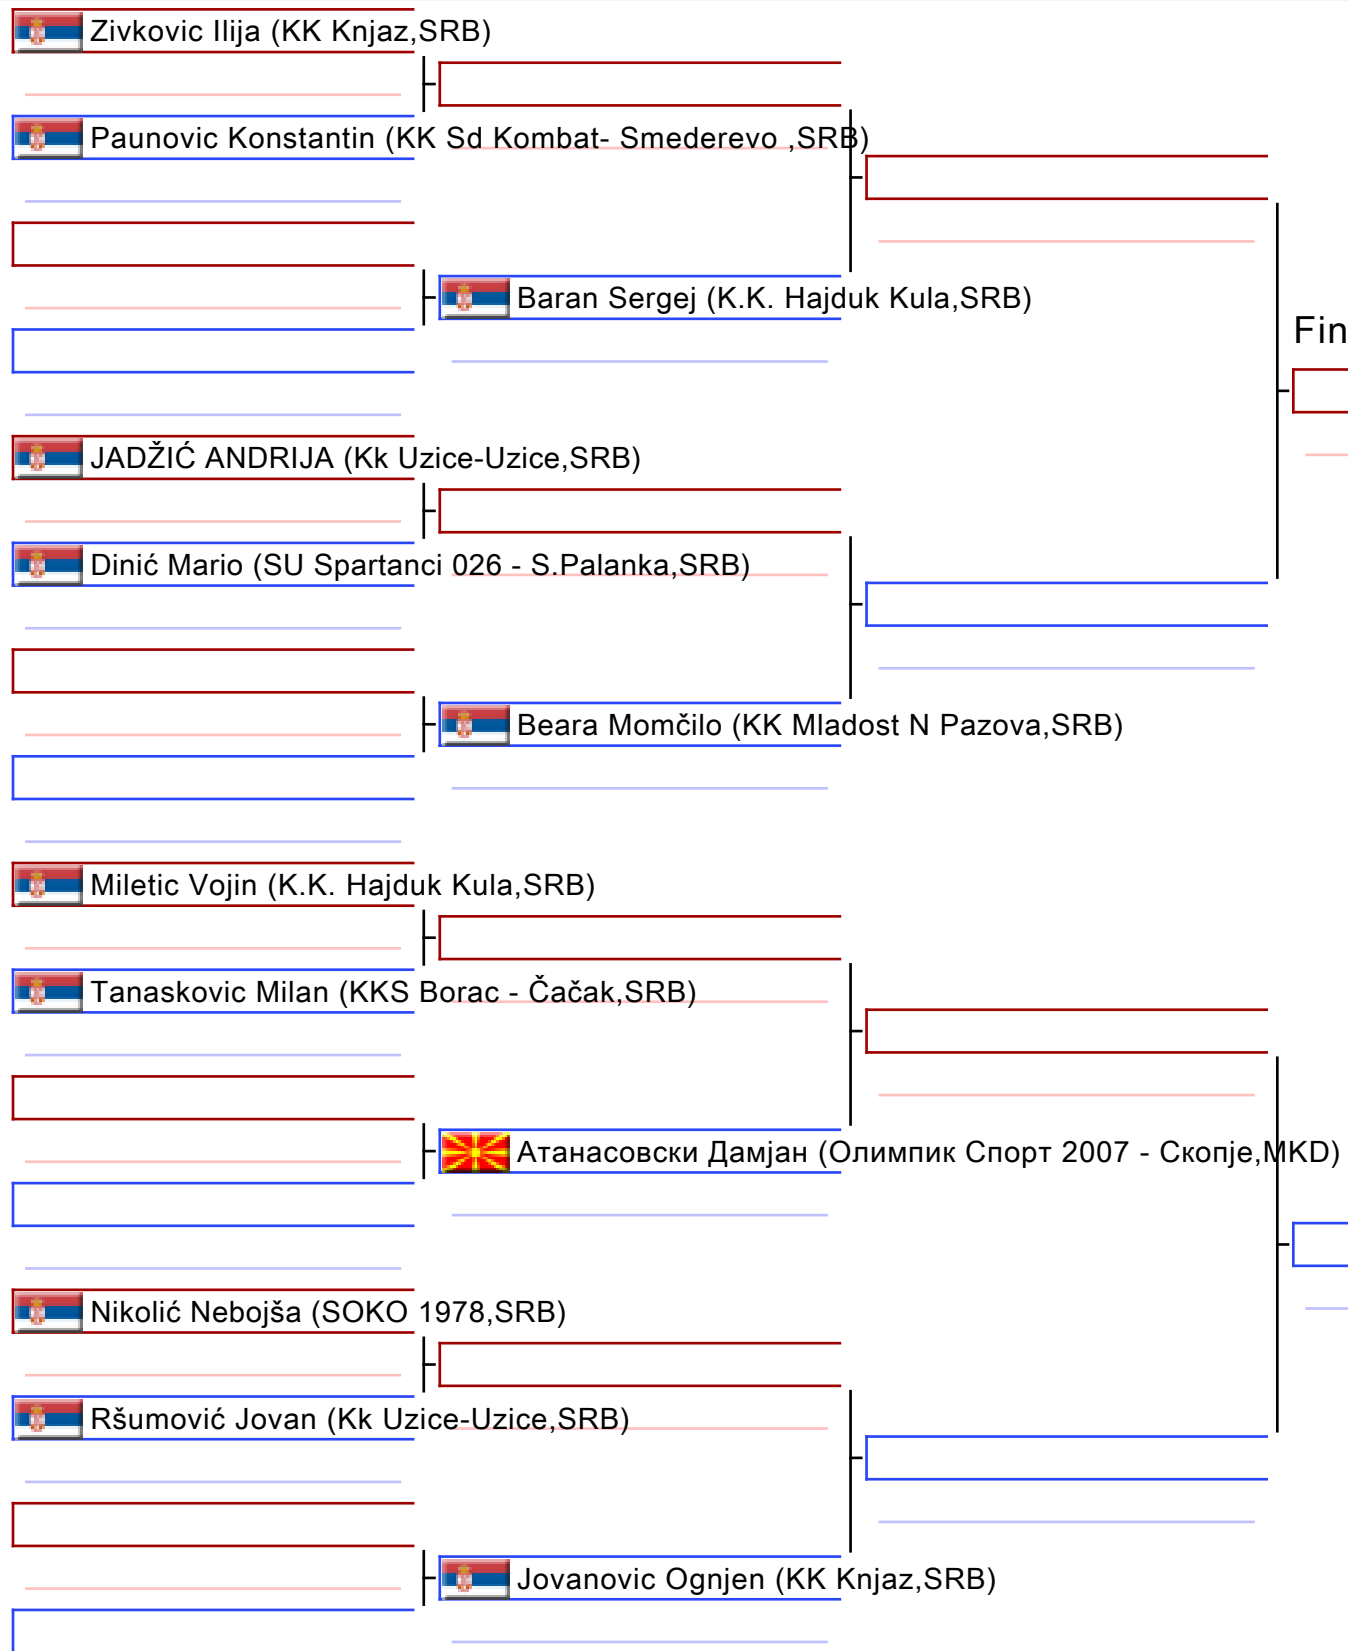 Zivkovic Ilija (KK Knjaz,SRB)
Paunovic Konstantin (KK Sd Kombat- Smederevo ,SRB)
Baran Sergej (K.K. Hajduk Kula,SRB)
Fin
JADŽIĆ ANDRIJA (Kk Uzice-Uzice,SRB)
Dinić Mario (SU Spartanci 026 - S.Palanka,SRB)
Beara Momčilo (KK Mladost N Pazova,SRB)
Miletic Vojin (K.K. Hajduk Kula,SRB)
Tanaskovic Milan (KKS Borac - Čačak,SRB)
Атанасовски Дамјан (Олимпик Спорт 2007 - Скопје,MKD)
Nikolić Nebojša (SOKO 1978,SRB)
Ršumović Jovan (Kk Uzice-Uzice,SRB)
Jovanovic Ognjen (KK Knjaz,SRB)